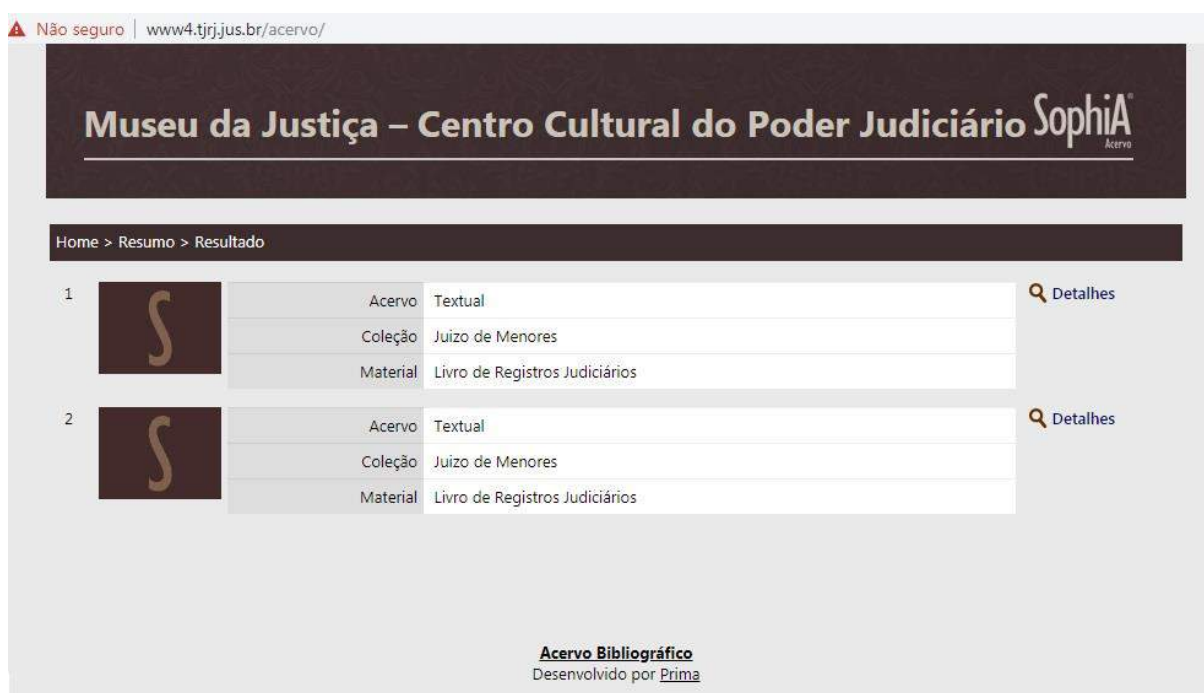 Não seguro | www4.tjrj.jus.br/acervo/
Museu da Justiça – Centro Cultural do Poder Judiciário SophiA®
Acervo
Home > Resumo > Resultado
1 S Acervo Textual Detalhes
Coleção Juizo de Menores
Material Livro de Registros Judiciários
2 S Acervo Textual Detalhes
Coleção Juizo de Menores
Material Livro de Registros Judiciários
Acervo Bibliográfico
Desenvolvido por Prima